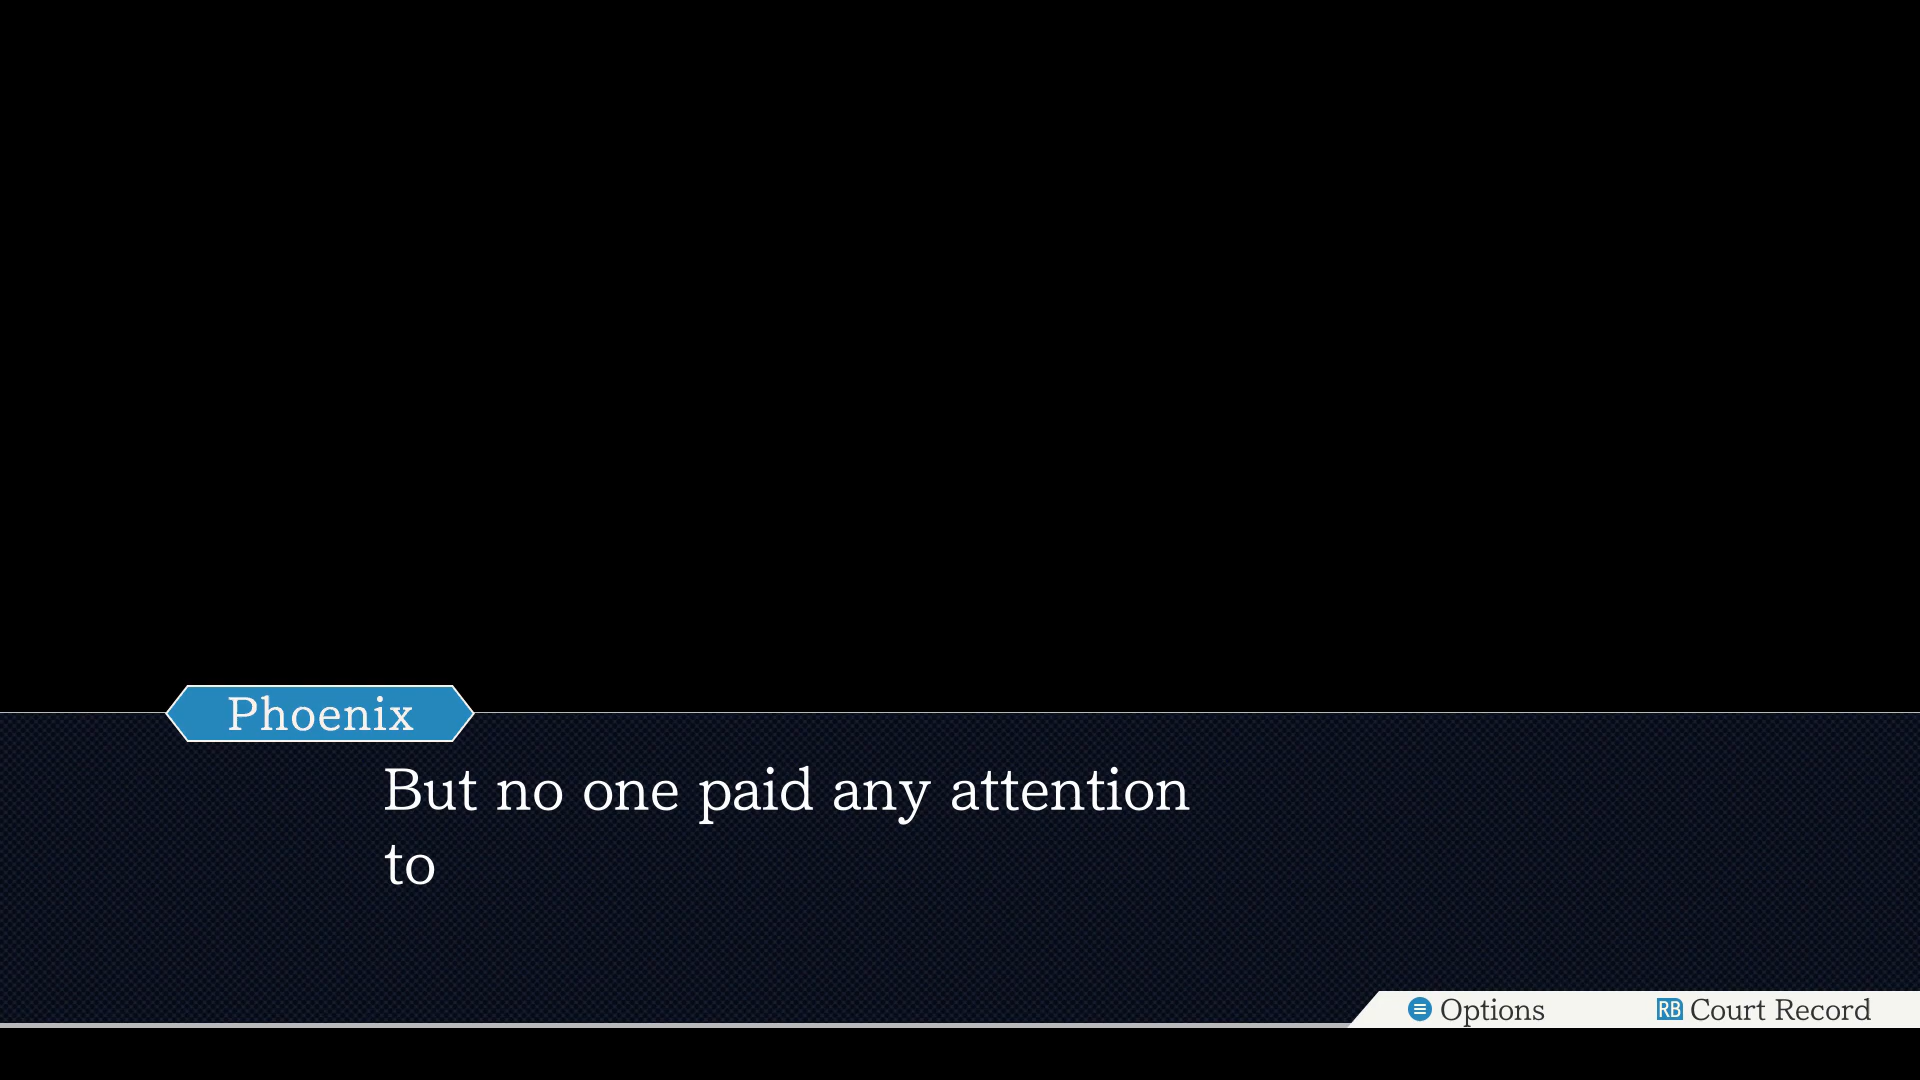 Phoenix
But no one paid any attention
to
Options
RB Court Record